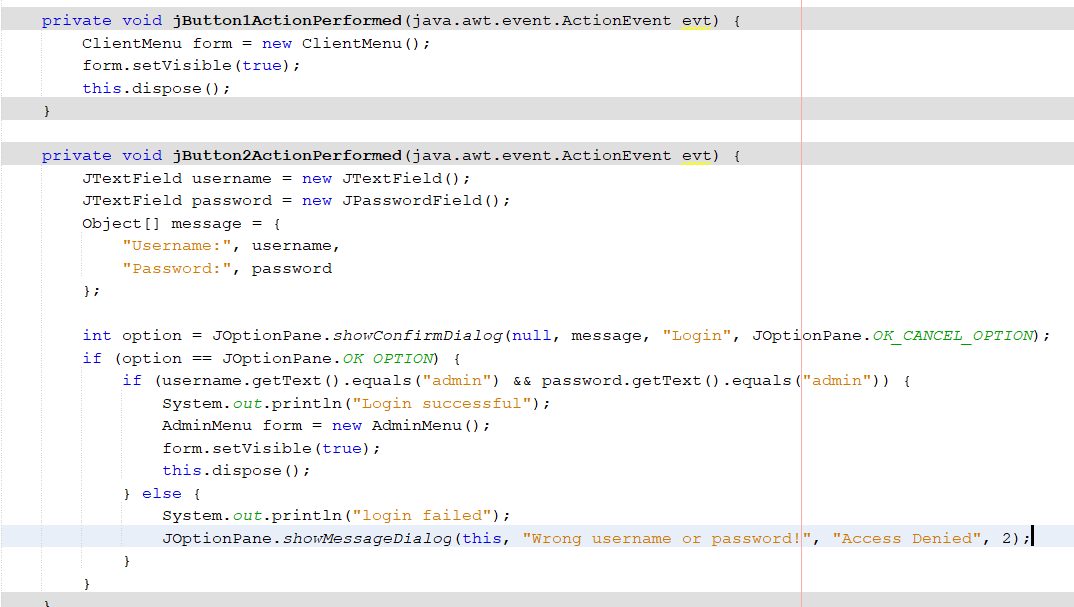 private void jButton1ActionPerformed(java.awt.event.ActionEvent evt) {
    ClientMenu form = new ClientMenu();
    form.setVisible(true);
    this.dispose();
}
private void jButton2ActionPerformed(java.awt.event.ActionEvent evt) {
    JTextField username = new JTextField();
    JTextField password = new JPasswordField();
    Object[] message = {
        "Username:", username,
        "Password:", password
    };
    int option = JOptionPane.showConfirmDialog(null, message, "Login", JOptionPane.OK_CANCEL_OPTION);
    if (option == JOptionPane.OK_OPTION) {
        if (username.getText().equals("admin") && password.getText().equals("admin")) {
            System.out.println("Login successful");
            AdminMenu form = new AdminMenu();
            form.setVisible(true);
            this.dispose();
        } else {
            System.out.println("login failed");
            JOptionPane.showMessageDialog(this, "Wrong username or password!", "Access Denied", 2);
        }
    }
}